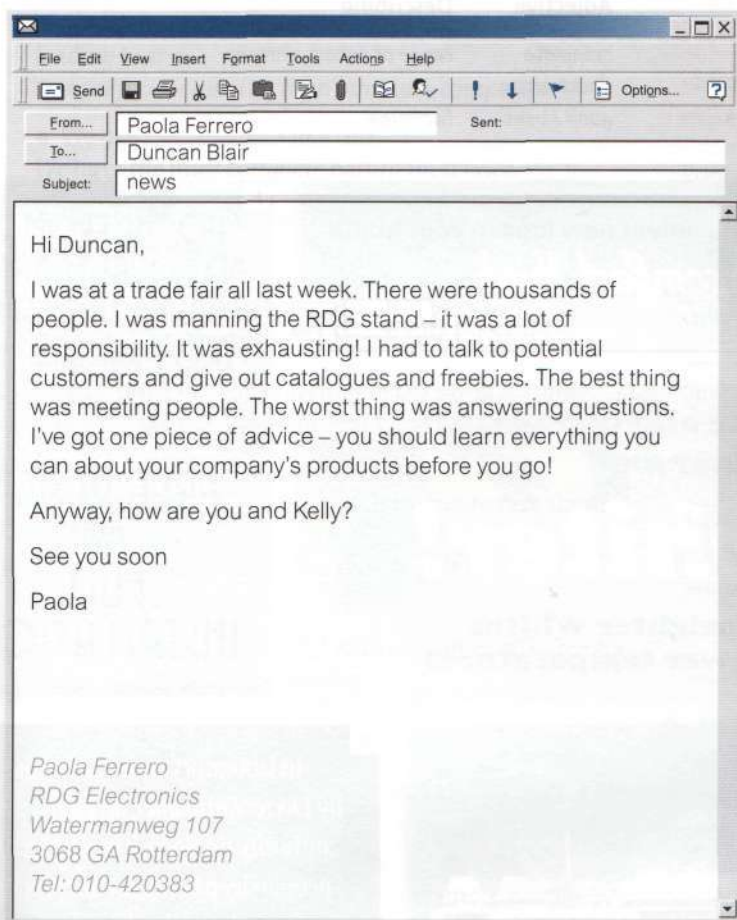 File Edit View Insert Format Tools Actions Help
Send Options...
From... Paola Ferrero Sent:
To... Duncan Blair
Subject: news
Hi Duncan,
I was at a trade fair all last week. There were thousands of
people. I was manning the RDG stand – it was a lot of
responsibility. It was exhausting! I had to talk to potential
customers and give out catalogues and freebies. The best thing
was meeting people. The worst thing was answering questions.
I've got one piece of advice – you should learn everything you
can about your company's products before you go!
Anyway, how are you and Kelly?
See you soon
Paola
Paola Ferrero
RDG Electronics
Watermanweg 107
3068 GA Rotterdam
Tel: 010-420383